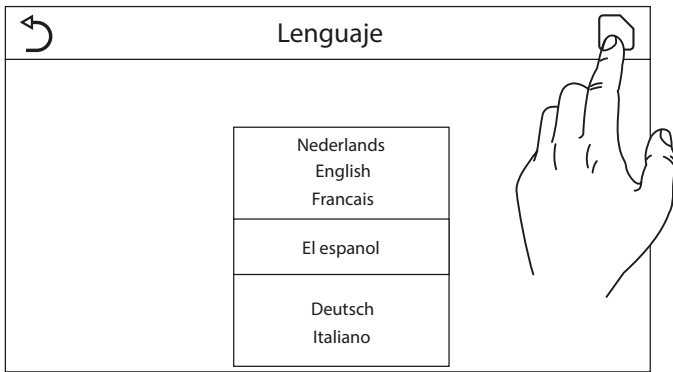 Lenguaje
Nederlands
English
Francais
El espanol
Deutsch
Italiano